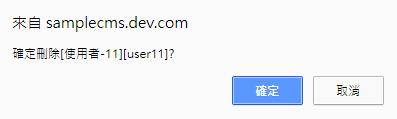 來自 samplecms.dev.com
確定刪除[使用者-11][user11]?
確定
取消